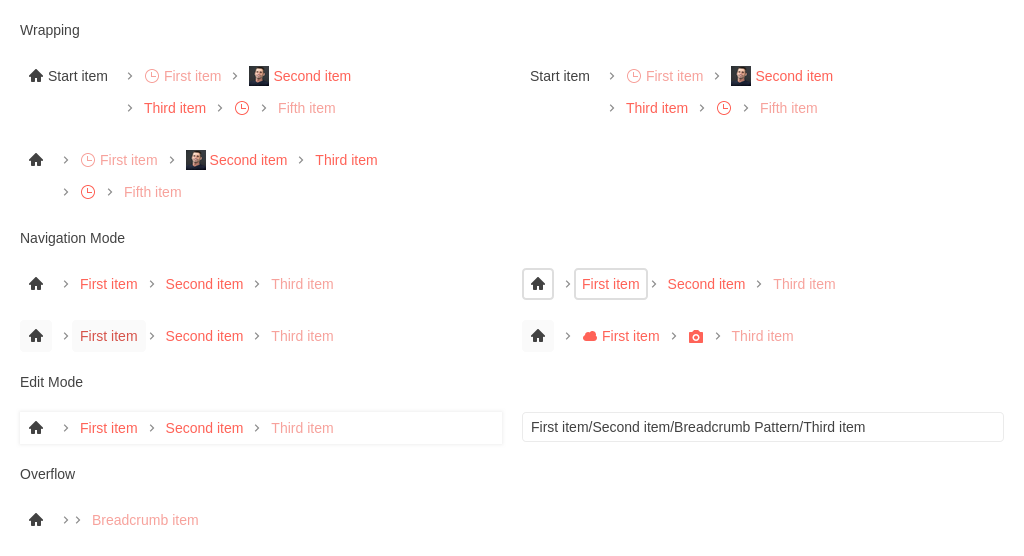 Wrapping
Start item First item Second item
Third item Fifth item
Start item First item Second item
Third item Fifth item
First item Second item Third item
Fifth item
Navigation Mode
First item Second item Third item
First item Second item Third item
First item Second item Third item
First item Third item
Edit Mode
First item Second item Third item
First item/Second item/Breadcrumb Pattern/Third item
Overflow
Breadcrumb item